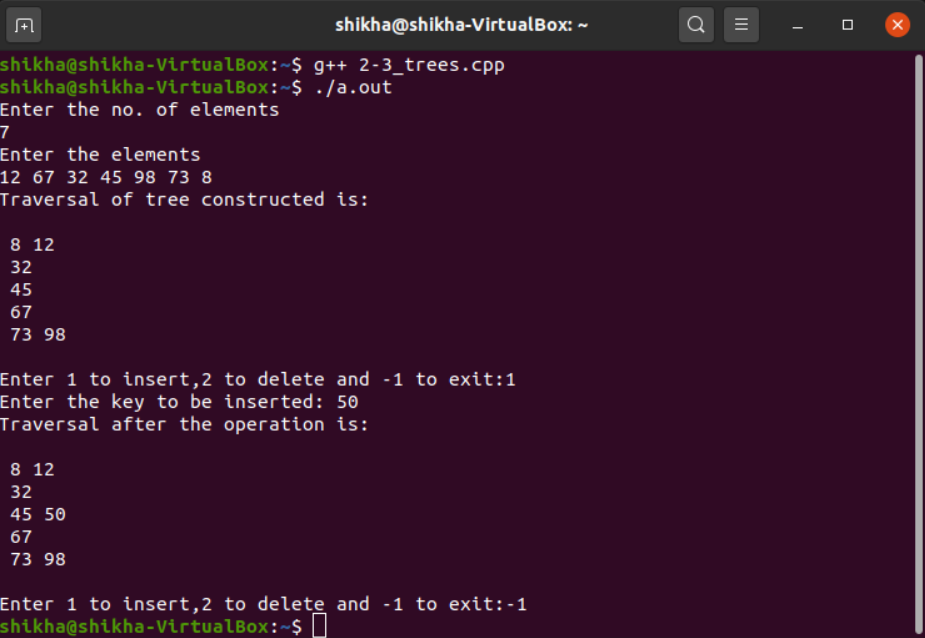 shikha@shikha-VirtualBox: ~
shikha@shikha-VirtualBox:~$ g++ 2-3_trees.cpp
shikha@shikha-VirtualBox:~$ ./a.out
Enter the no. of elements
7
Enter the elements
12 67 32 45 98 73 8
Traversal of tree constructed is:
8 12
32
45
67
73 98
Enter 1 to insert,2 to delete and -1 to exit:1
Enter the key to be inserted: 50
Traversal after the operation is:
8 12
32
45 50
67
73 98
Enter 1 to insert,2 to delete and -1 to exit:-1
shikha@shikha-VirtualBox:~$